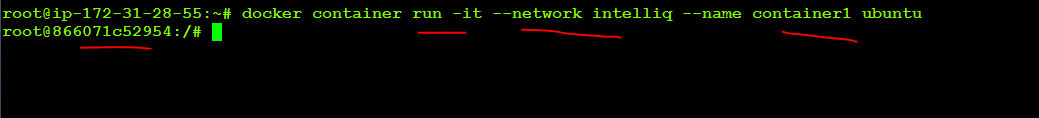 root@ip-172-31-28-55:~# docker container run -it --network intelliq --name container1 ubuntu
root@866071c52954:/#